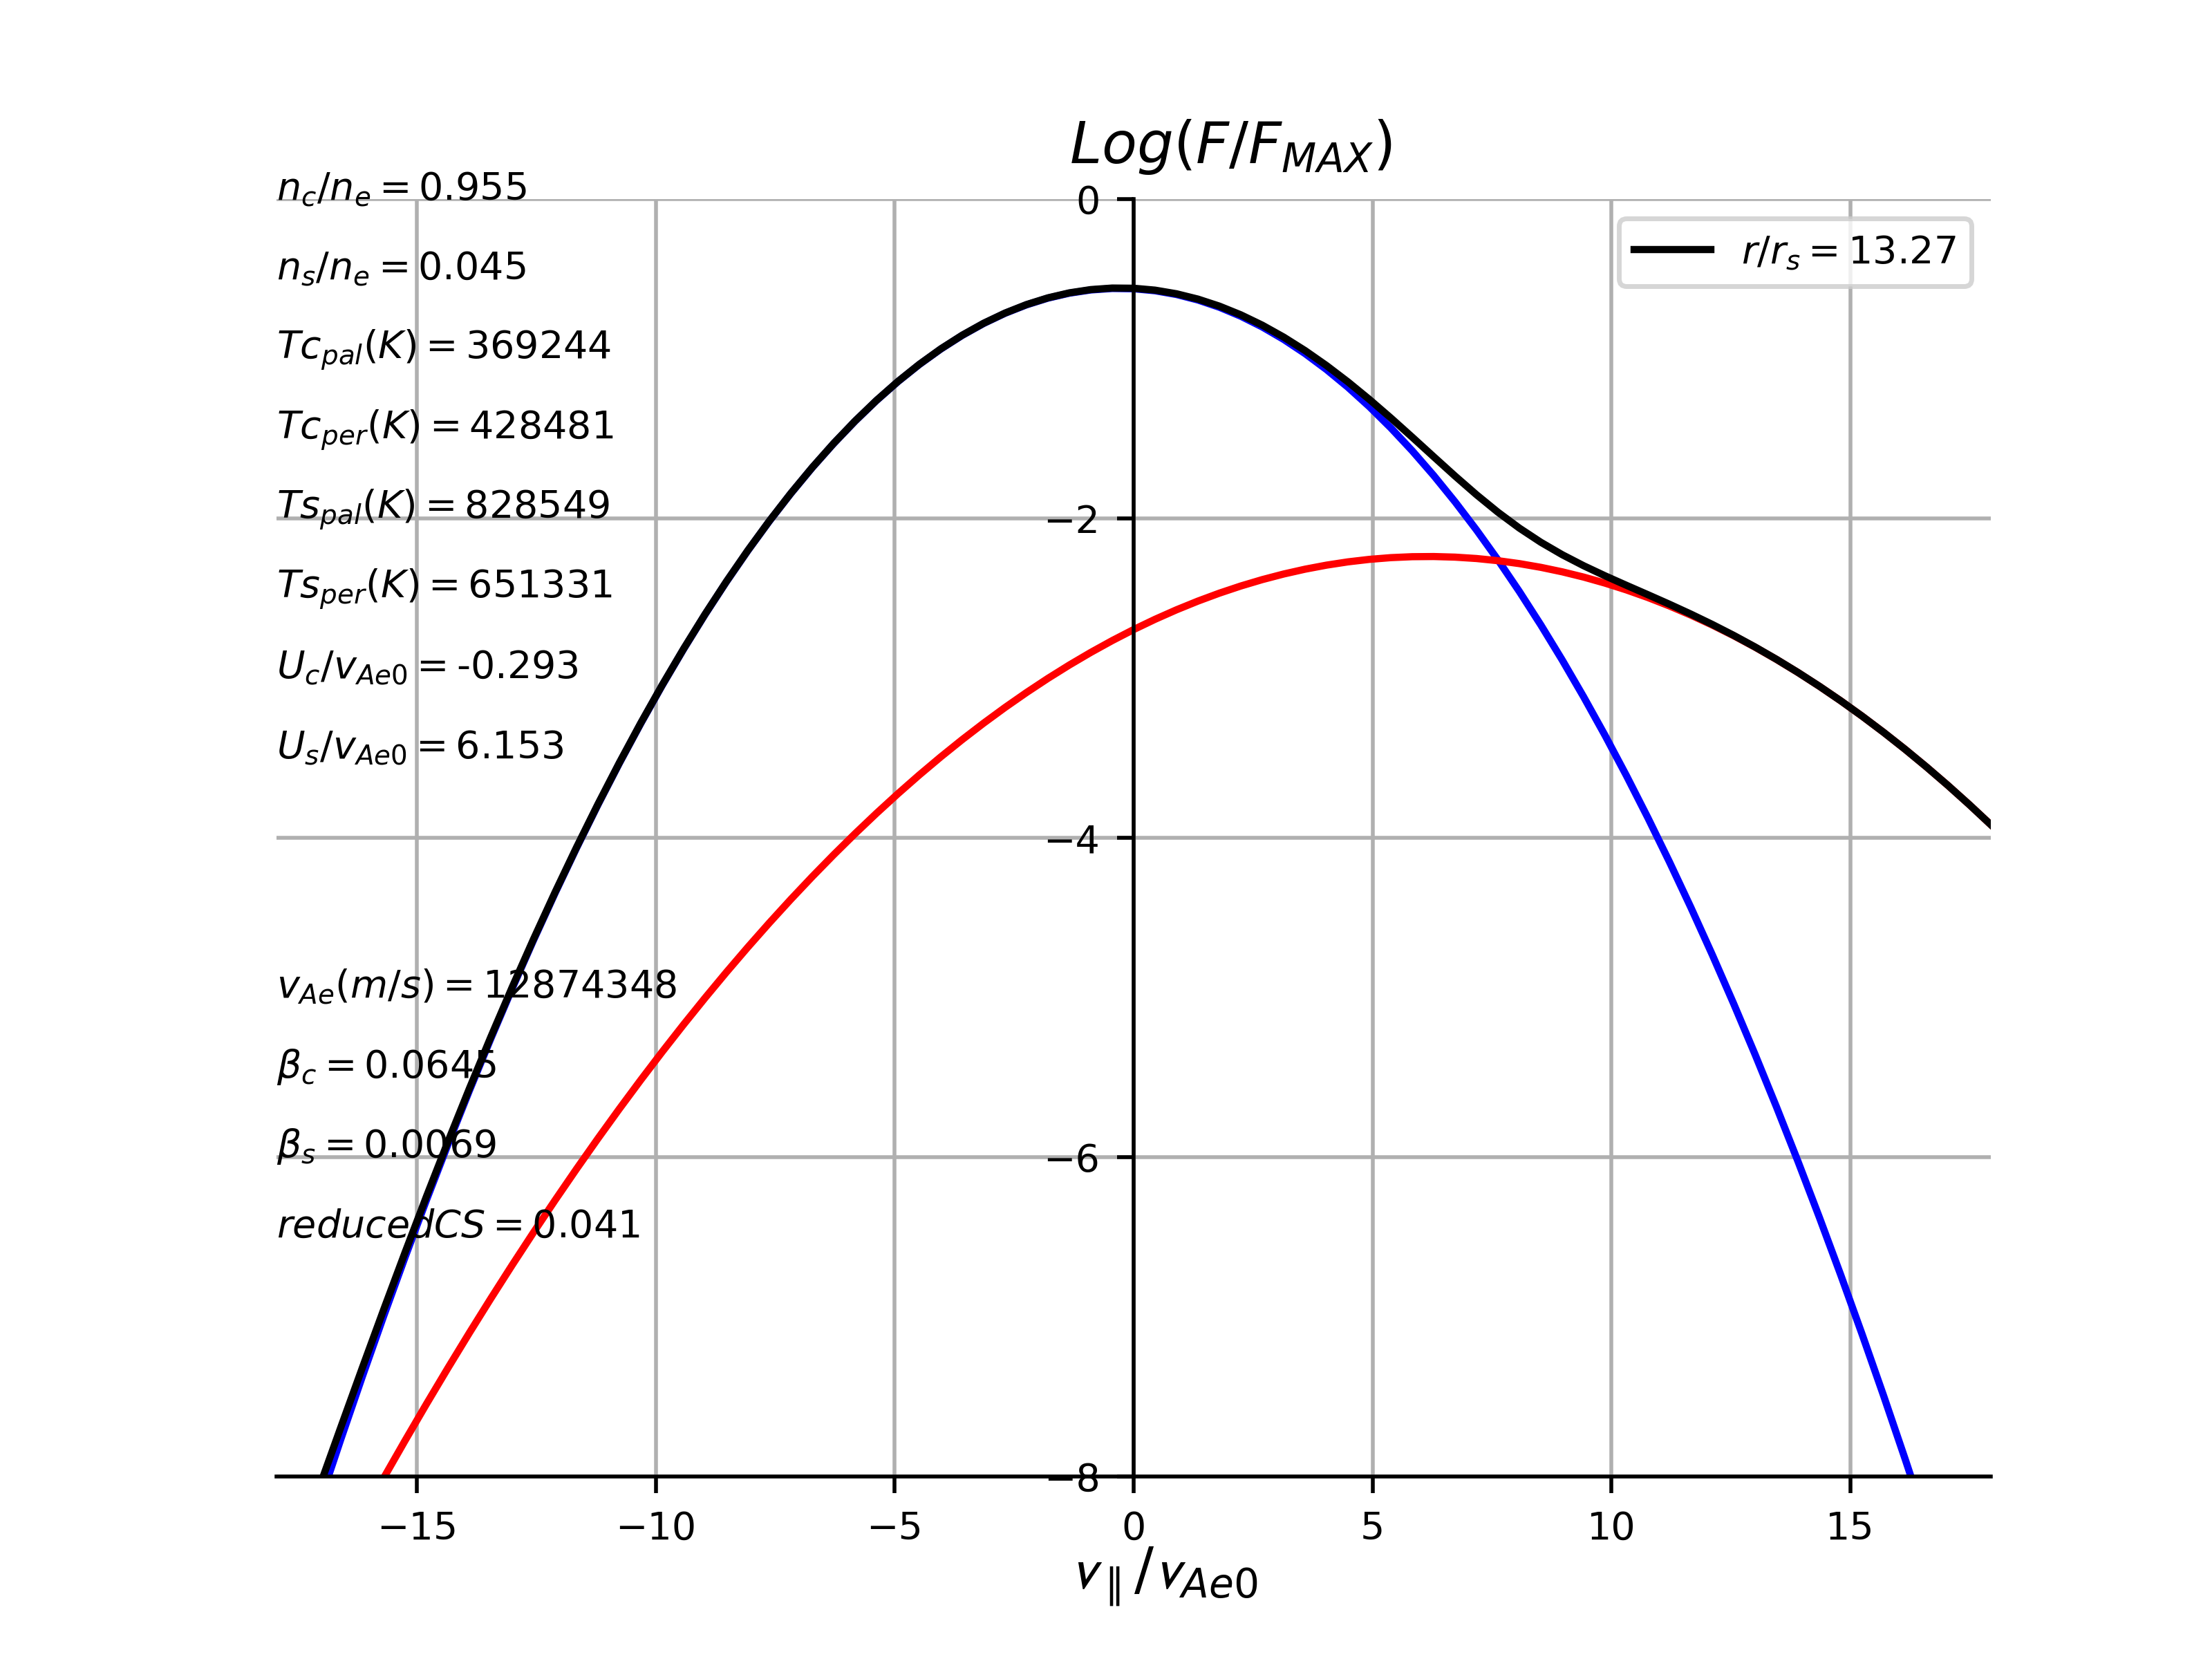 Log(F/F_MAX)
n_c/n_e = 0.955
0
r/r_s = 13.27
n_s/n_e = 0.045
Tc_pal(K) = 369244
Tc_per(K) = 428481
Ts_pal(K) = 828549
−2
Ts_per(K) = 651331
U_c/v_Ae0 = -0.293
U_s/v_Ae0 = 6.153
−4
v_Ae(m/s) = 12874348
β_c = 0.0645
β_s = 0.0069
−6
reducedCS = 0.041
−8
−15 −10 −5 0 5 10 15
v_∥/v_Ae0